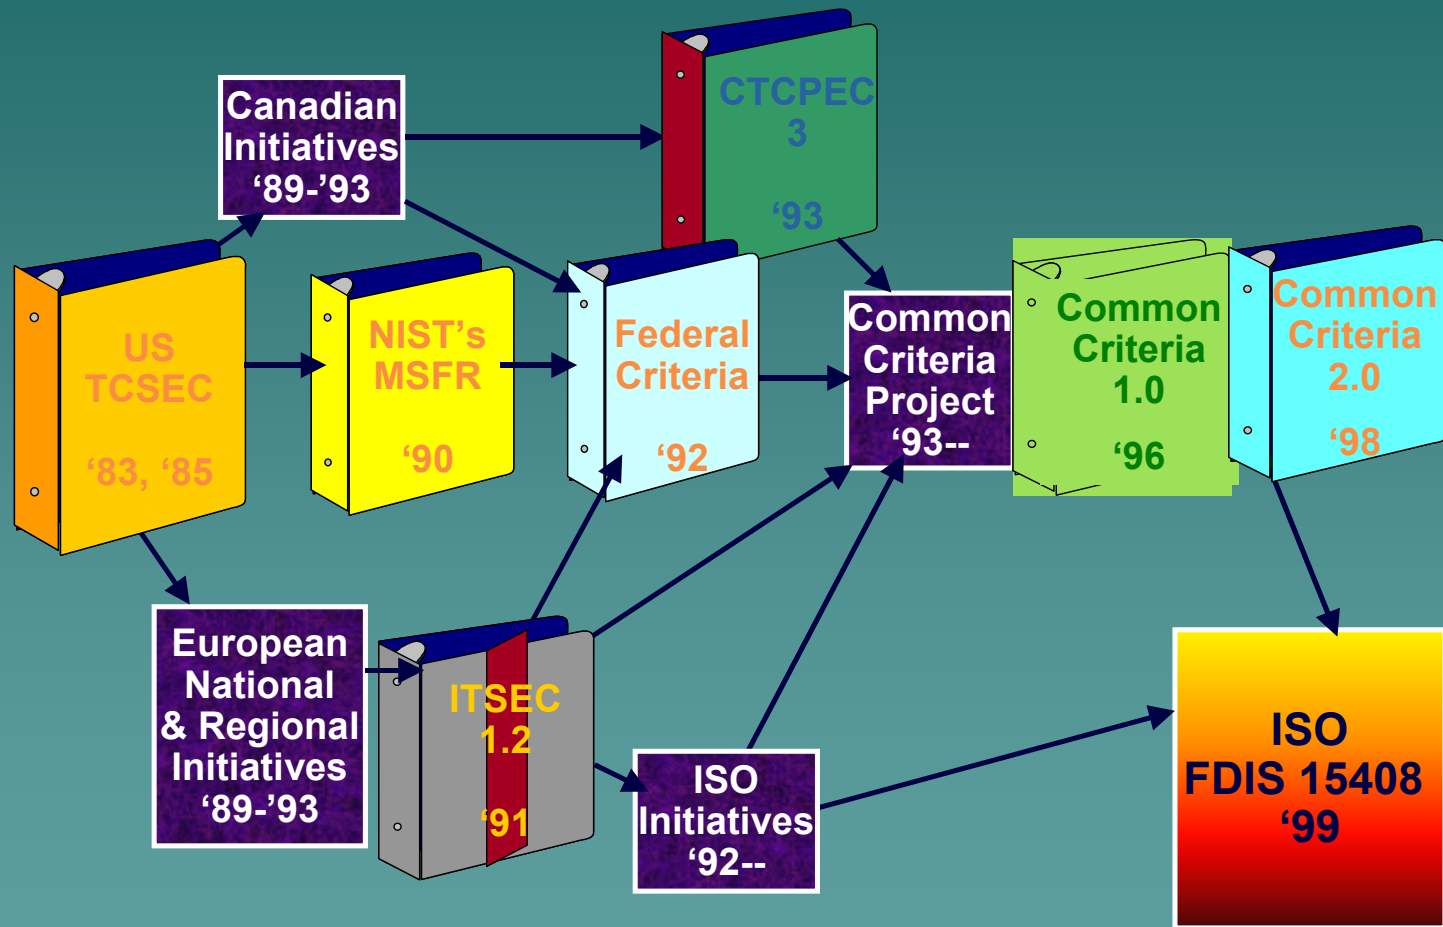 Canadian
Initiatives
‘89-’93
CTCPEC
3
‘93
US
TCSEC
‘83, ‘85
NIST’s
MSFR
‘90
Federal
Criteria
‘92
Common
Criteria
Project
‘93--
Common
Criteria
1.0
‘96
Common
Criteria
2.0
‘98
European
National
& Regional
Initiatives
‘89-’93
ITSEC
1.2
‘91
ISO
Initiatives
‘92--
ISO
FDIS 15408
‘99